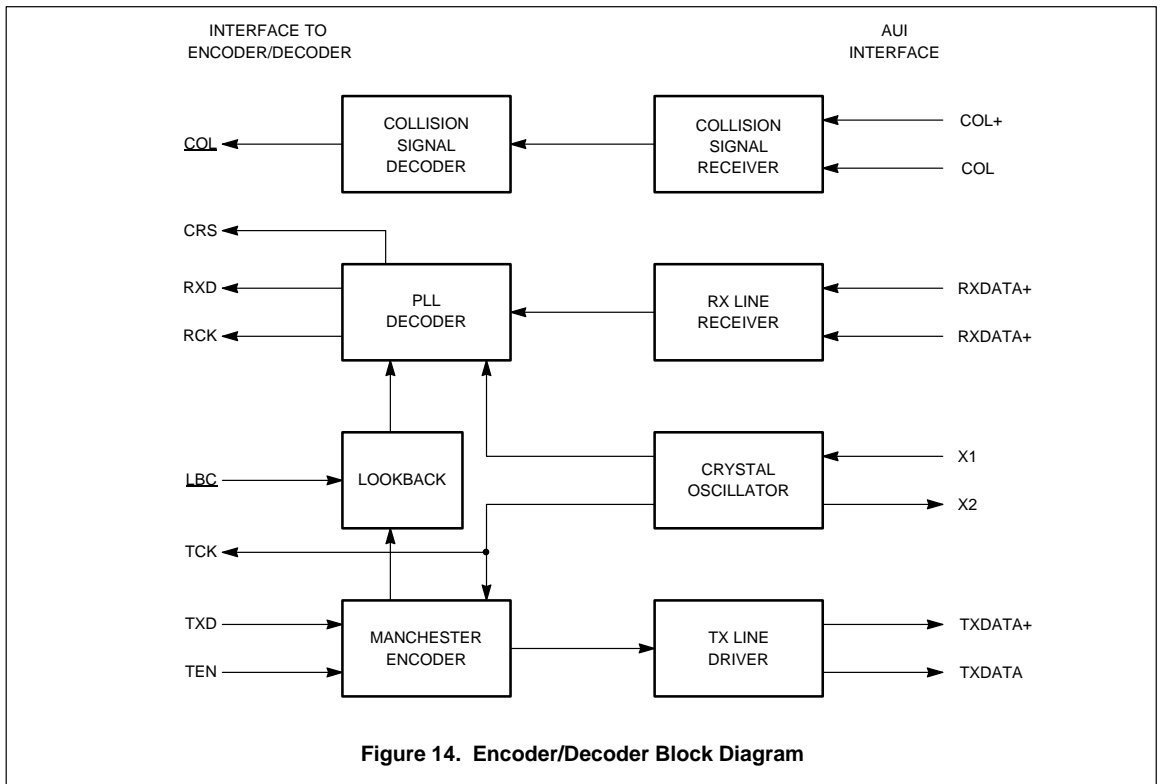 INTERFACE TO
ENCODER/DECODER
AUI
INTERFACE
COL
COLLISION
SIGNAL
DECODER
COLLISION
SIGNAL
RECEIVER
COL+
COL
CRS
RXD
RCK
PLL
DECODER
RX LINE
RECEIVER
RXDATA+
RXDATA+
LBC
LOOKBACK
CRYSTAL
OSCILLATOR
X1
X2
TCK
TXD
TEN
MANCHESTER
ENCODER
TX LINE
DRIVER
TXDATA+
TXDATA
Figure 14. Encoder/Decoder Block Diagram